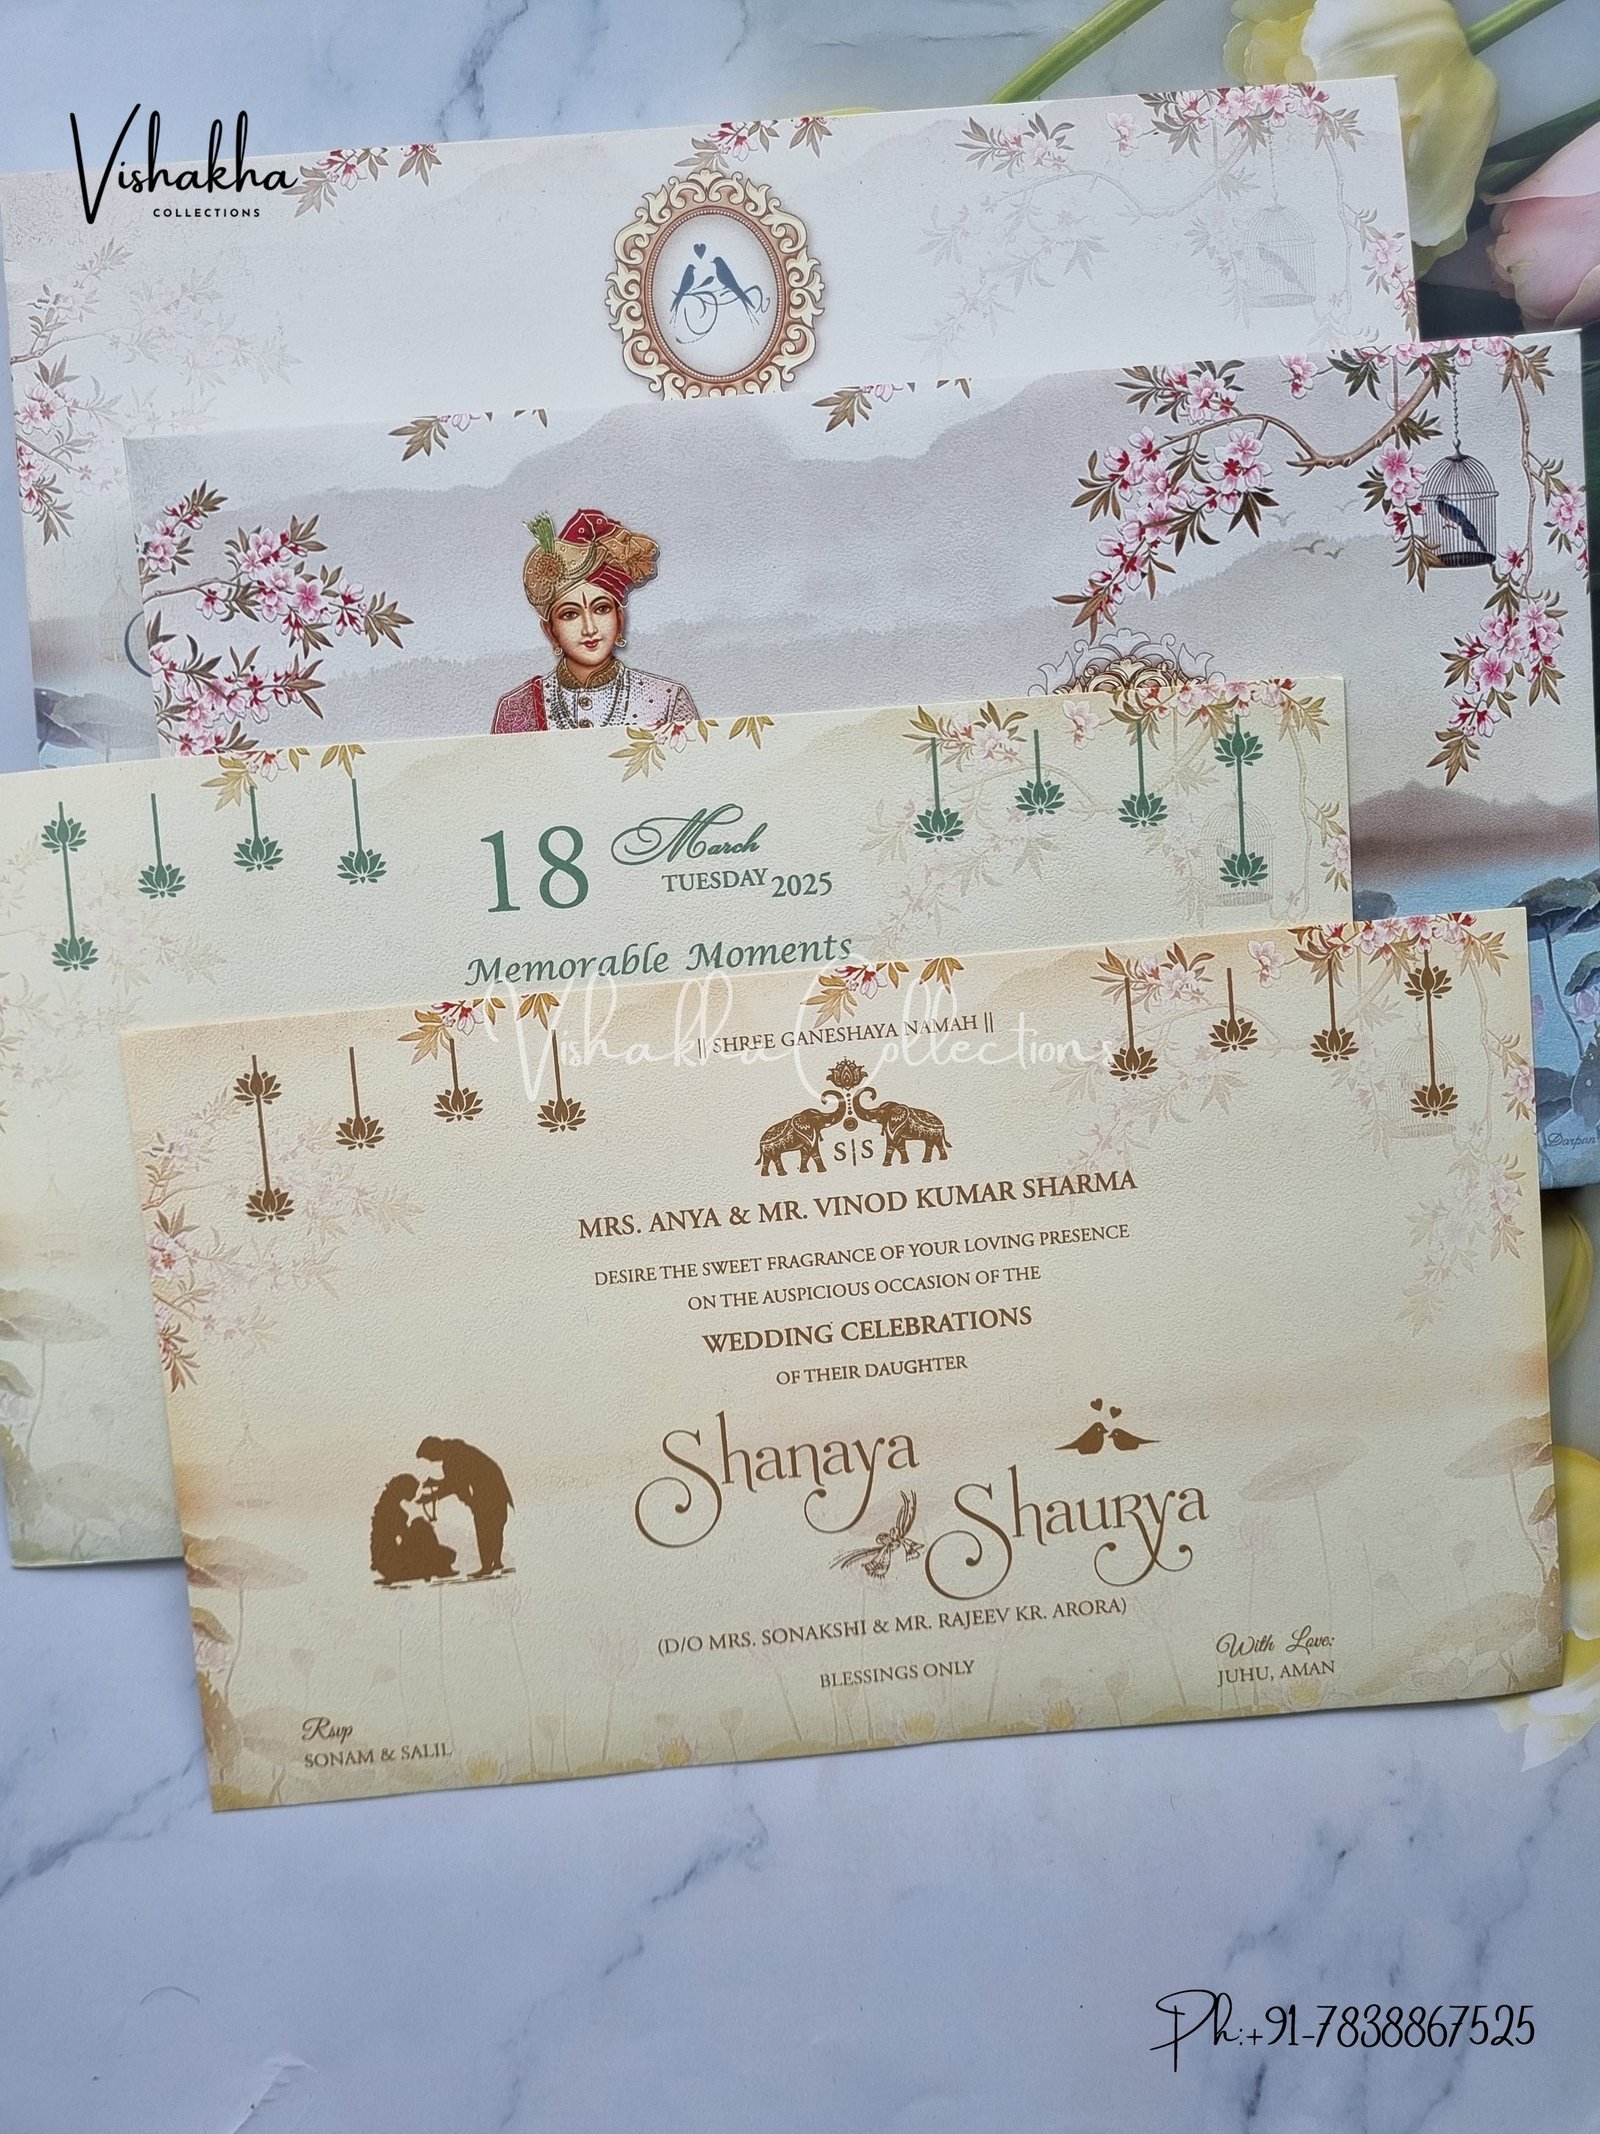 Vishakha
COLLECTIONS
18 March
TUESDAY 2025
Memorable Moments
Vishakha Collections
|| SHREE GANESHAYA NAMAH ||
S|S
MRS. ANYA & MR. VINOD KUMAR SHARMA
DESIRE THE SWEET FRAGRANCE OF YOUR LOVING PRESENCE
ON THE AUSPICIOUS OCCASION OF THE
WEDDING CELEBRATIONS
OF THEIR DAUGHTER
Shanaya
Shaurya
(D/O MRS. SONAKSHI & MR. RAJEEV KR. ARORA)
BLESSINGS ONLY
With Love:
JUHU, AMAN
Rsvp
SONAM & SALIL
Darpan
Ph:+91-7838867525